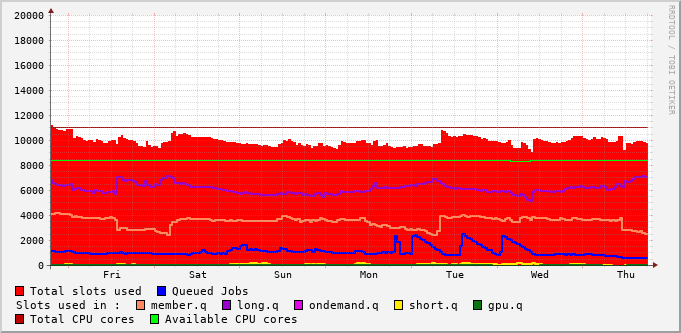 20000
18000
16000
14000
12000
10000
8000
6000
4000
2000
0
Fri Sat Sun Mon Tue Wed Thu
RRDTOOL / TOBI OETIKER
Total slots used Queued Jobs
Slots used in : member.q long.q ondemand.q short.q gpu.q
Total CPU cores Available CPU cores